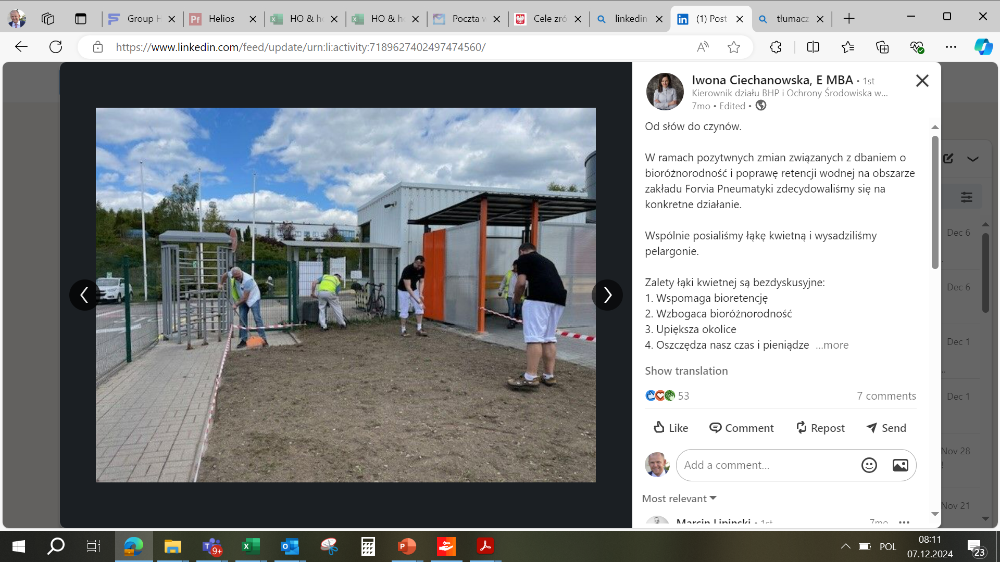 Group H
Helios
HO & h
HO & h
Poczta w
Cele zró
linkedin
(1) Post
tłumacz
https://www.linkedin.com/feed/update/urn:li:activity:7189627402497474560/
Iwona Ciechanowska, E MBA • 1st
Kierownik działu BHP i Ochrony Środowiska w...
7mo • Edited •
Od słów do czynów.
W ramach pozytwnych zmian związanych z dbaniem o
bioróżnorodność i poprawę retencji wodnej na obszarze
zakładu Forvia Pneumatyki zdecydowaliśmy się na
konkretne działanie.
Wspólnie posialiśmy łąkę kwietną i wysadziliśmy
pelargonie.
Zalety łąki kwietnej są bezdyskusyjne:
1. Wspomaga bioretencję
2. Wzbogaca bioróżnorodność
3. Upiększa okolice
4. Oszczędza nasz czas i pieniądze ...more
Show translation
53
7 comments
Like
Comment
Repost
Send
Add a comment...
Most relevant
Marcin Lipinski • 1st
7mo
Dec 6
Dec 6
Dec 1
Dec 1
Nov 28
!
Nov 21
9+
POL
08:11
07.12.2024
23